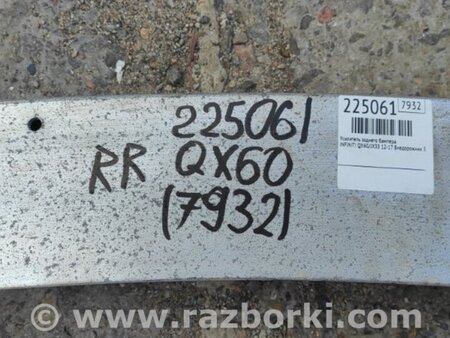 225061
RR QX60
(7932)
225061 7932
Усилитель заднего бампера
INFINITI QX60/JX35 12-17 Внедорожник 5
www.razborki.com